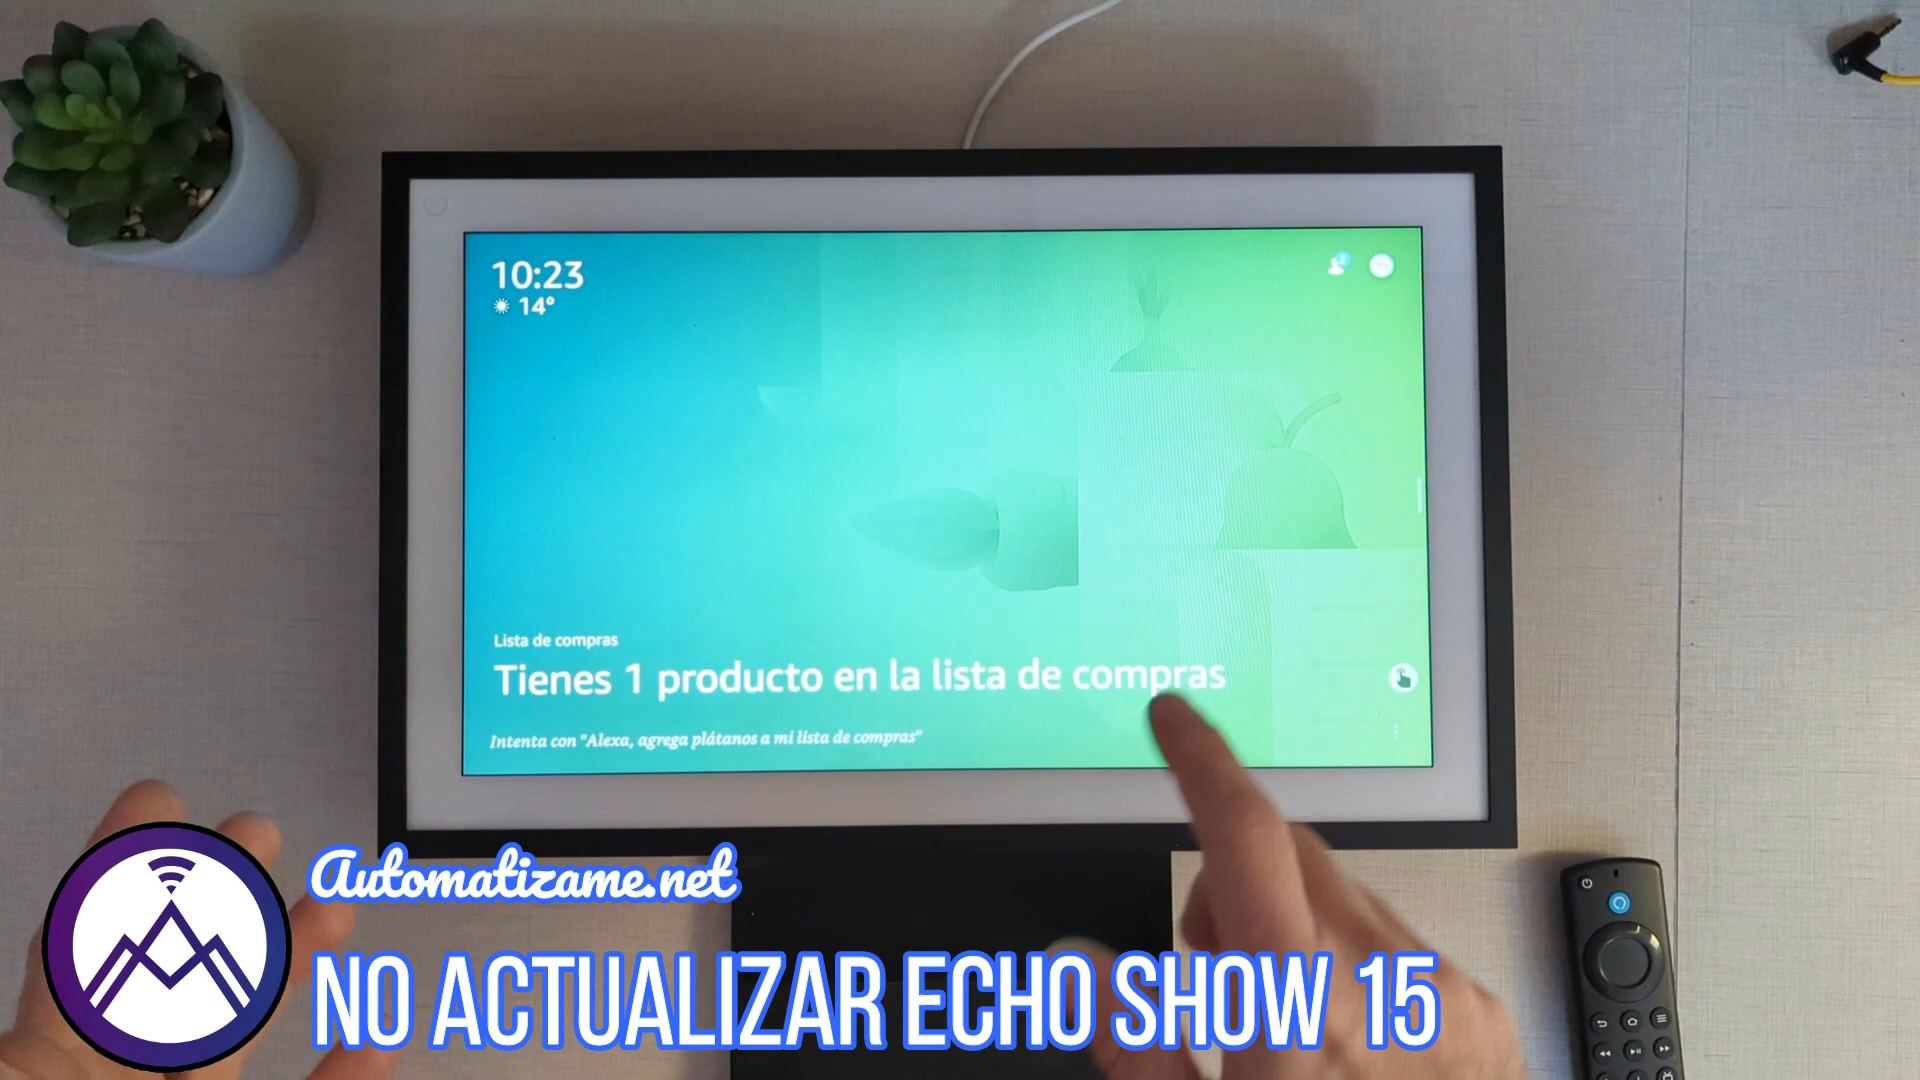 10:23
14°
Lista de compras
Tienes 1 producto en la lista de compras
Intenta con "Alexa, agrega plátanos a mi lista de compras"
Automatizame.net
NO ACTUALIZAR ECHO SHOW 15